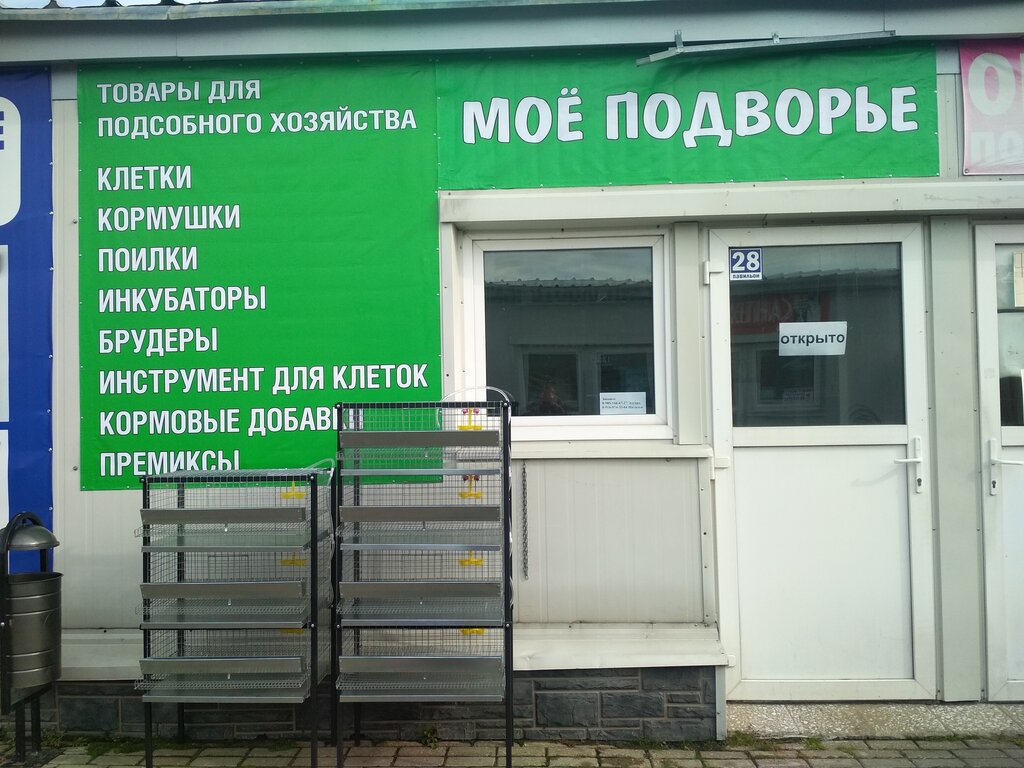 ТОВАРЫ ДЛЯ
ПОДСОБНОГО ХОЗЯЙСТВА
КЛЕТКИ
КОРМУШКИ
ПОИЛКИ
ИНКУБАТОРЫ
БРУДЕРЫ
ИНСТРУМЕНТ ДЛЯ КЛЕТОК
КОРМОВЫЕ ДОБАВ
ПРЕМИКСЫ
МОЁ ПОДВОРЬЕ
28
павильон
открыто